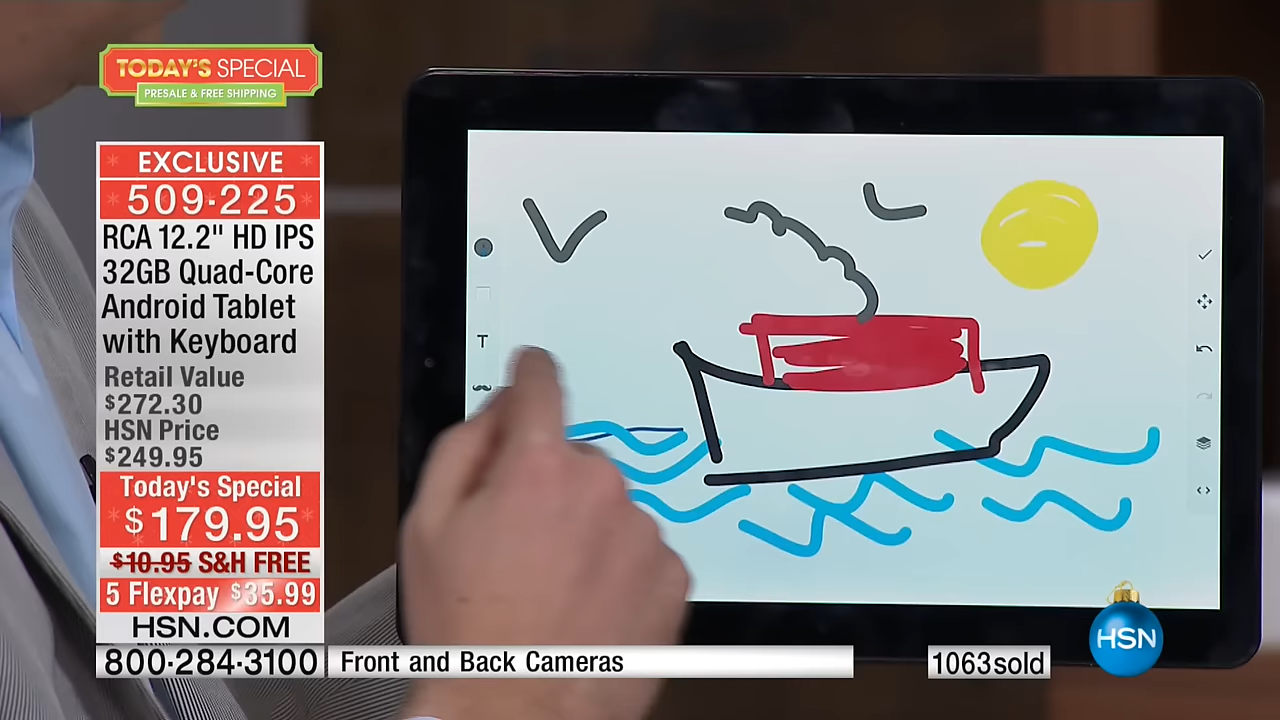 TODAY'S SPECIAL
PRESALE & FREE SHIPPING
EXCLUSIVE
509·225
RCA 12.2" HD IPS
32GB Quad-Core
Android Tablet
with Keyboard
Retail Value
$272.30
HSN Price
$249.95
Today's Special
$179.95
$10.95 S&H FREE
5 Flexpay $35.99
HSN.COM
800·284·3100
Front and Back Cameras
1063sold
HSN
T